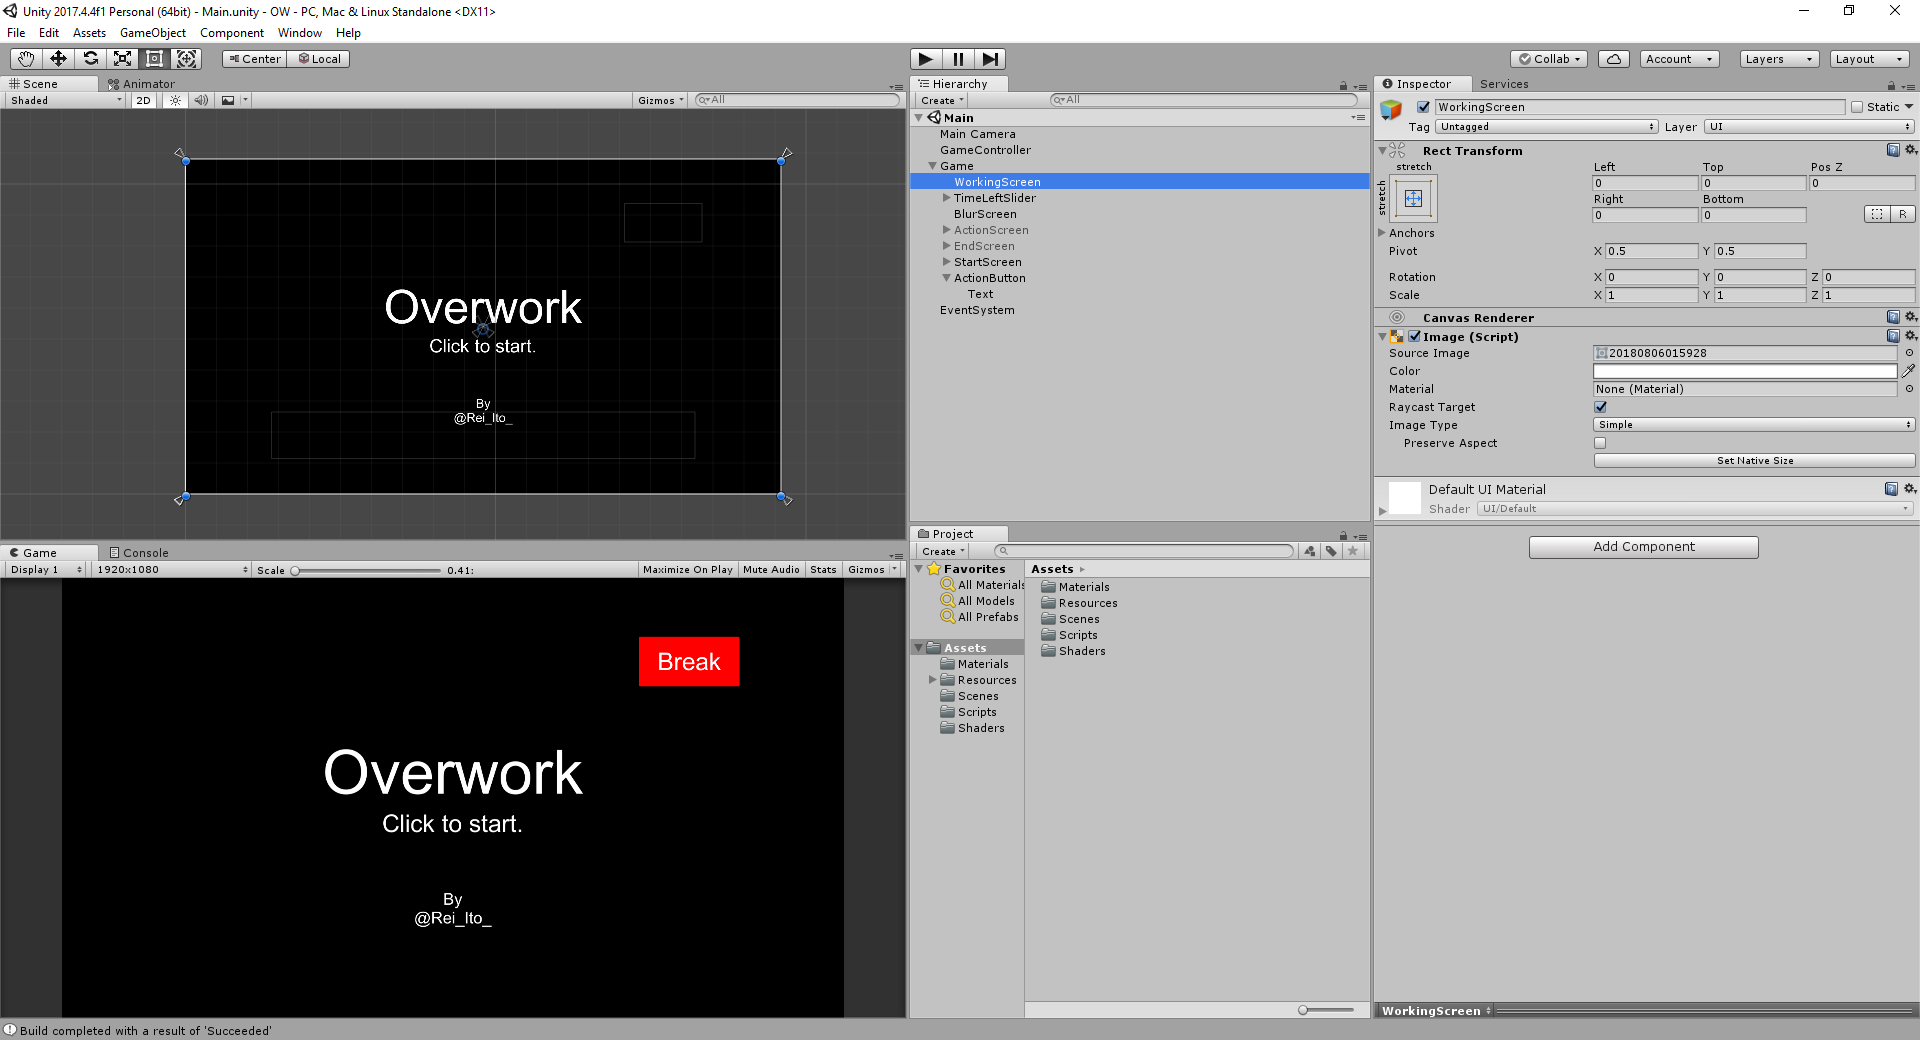 Unity 2017.4.4f1 Personal (64bit) - Main.unity - OW - PC, Mac & Linux Standalone <DX11>
File Edit Assets GameObject Component Window Help
Center Local
Collab Account Layers Layout
Scene Animator
Shaded 2D Gizmos All
Overwork
Click to start.
By
@Rei_Ito_
Game Console
Display 1 1920x1080 Scale 0.41: Maximize On Play Mute Audio Stats Gizmos
Break
Overwork
Click to start.
By
@Rei_Ito_
Build completed with a result of 'Succeeded'
Hierarchy
Create All
Main
Main Camera
GameController
Game
WorkingScreen
TimeLeftSlider
BlurScreen
ActionScreen
EndScreen
StartScreen
ActionButton
Text
EventSystem
Project
Create
Favorites
All Materials
All Models
All Prefabs
Assets
Materials
Resources
Scenes
Scripts
Shaders
Assets
Materials
Resources
Scenes
Scripts
Shaders
Inspector Services
WorkingScreen Static
Tag Untagged Layer UI
Rect Transform
stretch Left Top Pos Z
stretch
0 0 0
Right Bottom
0 0 R
Anchors
Pivot X 0.5 Y 0.5
Rotation X 0 Y 0 Z 0
Scale X 1 Y 1 Z 1
Canvas Renderer
Image (Script)
Source Image 20180806015928
Color
Material None (Material)
Raycast Target
Image Type Simple
Preserve Aspect
Set Native Size
Default UI Material
Shader UI/Default
Add Component
WorkingScreen